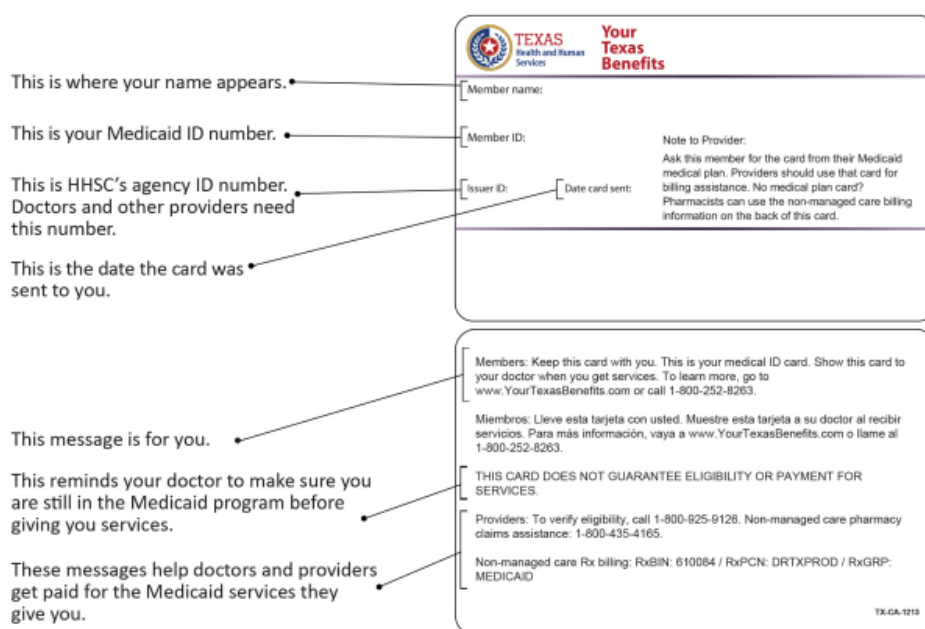 TEXAS
Health and Human
Services
Your
Texas
Benefits
This is where your name appears.
Member name:
This is your Medicaid ID number.
Member ID:
Note to Provider:
Ask this member for the card from their Medicaid
medical plan. Providers should use that card for
billing assistance. No medical plan card?
Pharmacists can use the non-managed care billing
information on the back of this card.
This is HHSC's agency ID number.
Doctors and other providers need
this number.
Issuer ID:
Date card sent:
This is the date the card was
sent to you.
Members: Keep this card with you. This is your medical ID card. Show this card to
your doctor when you get services. To learn more, go to
www.YourTexasBenefits.com or call 1-800-252-8263.
Miembros: Lleve esta tarjeta con usted. Muestre esta tarjeta a su doctor al recibir
servicios. Para más información, vaya a www.YourTexasBenefits.com o llame al
1-800-252-8263.
This message is for you.
This reminds your doctor to make sure you
are still in the Medicaid program before
giving you services.
THIS CARD DOES NOT GUARANTEE ELIGIBILITY OR PAYMENT FOR
SERVICES.
Providers: To verify eligibility, call 1-800-925-9126. Non-managed care pharmacy
claims assistance: 1-800-435-4165.
These messages help doctors and providers
get paid for the Medicaid services they
give you.
Non-managed care Rx billing: RxBIN: 610084 / RxPCN: DRTXPROD / RxGRP:
MEDICAID
TX-CA-1213